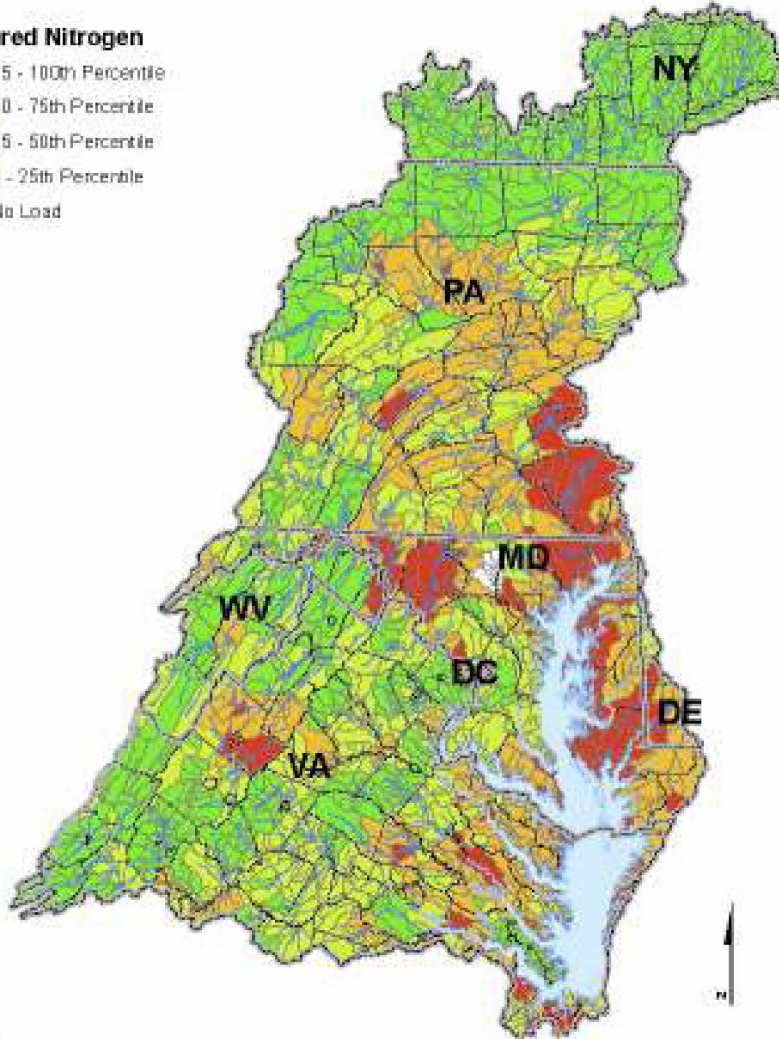 red Nitrogen
5 - 100th Percentile
0 - 75th Percentile
5 - 50th Percentile
- 25th Percentile
lo Load
NY
PA
MD
WV
DC
DE
VA
N